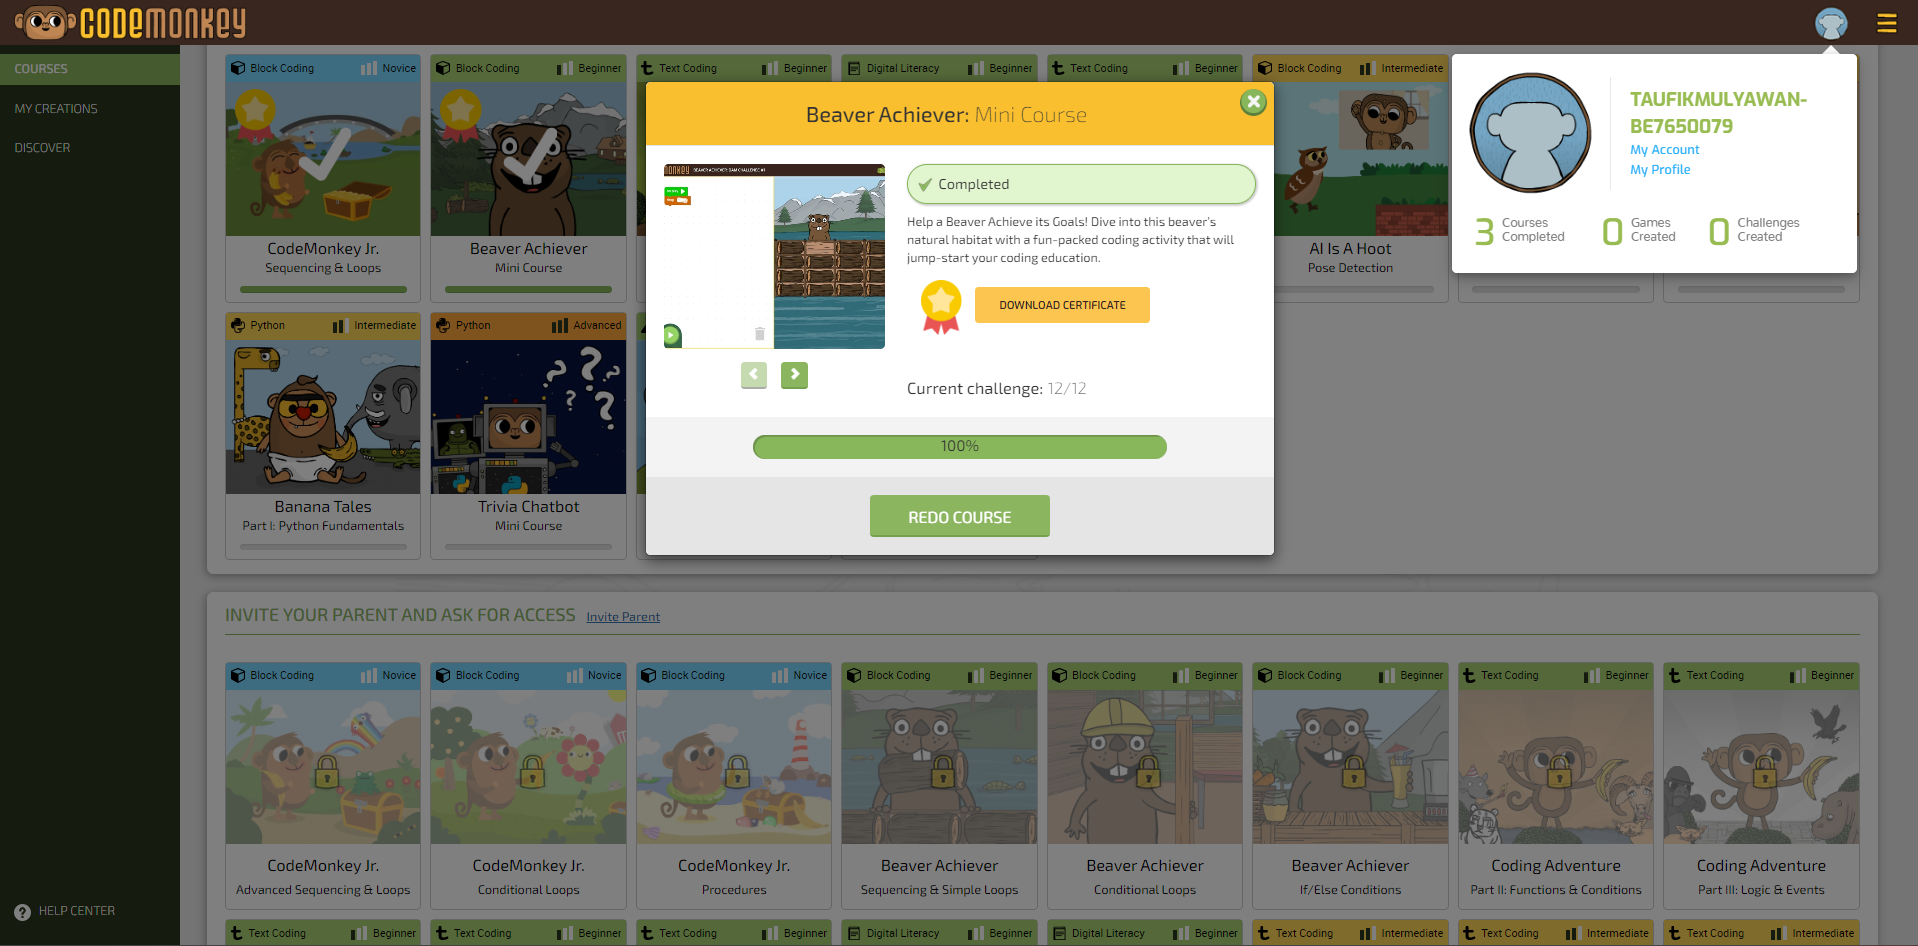 CODEMONKEY
COURSES
MY CREATIONS
DISCOVER
HELP CENTER
Block Coding Novice
CodeMonkey Jr.
Sequencing & Loops
Block Coding Beginner
Beaver Achiever
Mini Course
Text Coding Beginner
Digital Literacy Beginner
Text Coding Beginner
Block Coding Intermediate
AI Is A Hoot
Pose Detection
Python Intermediate
Banana Tales
Part I: Python Fundamentals
Python Advanced
Trivia Chatbot
Mini Course
Beaver Achiever: Mini Course
BEAVER ACHIEVER: DAM CHALLENGE #1
Completed
Help a Beaver Achieve its Goals! Dive into this beaver's
natural habitat with a fun-packed coding activity that will
jump-start your coding education.
DOWNLOAD CERTIFICATE
Current challenge: 12/12
100%
REDO COURSE
TAUFIKMULYAWAN-
BE7650079
My Account
My Profile
3 Courses Completed
0 Games Created
0 Challenges Created
INVITE YOUR PARENT AND ASK FOR ACCESS Invite Parent
Block Coding Novice
CodeMonkey Jr.
Advanced Sequencing & Loops
Block Coding Novice
CodeMonkey Jr.
Conditional Loops
Block Coding Novice
CodeMonkey Jr.
Procedures
Block Coding Beginner
Beaver Achiever
Sequencing & Simple Loops
Block Coding Beginner
Beaver Achiever
Conditional Loops
Block Coding Beginner
Beaver Achiever
If/Else Conditions
Text Coding Beginner
Coding Adventure
Part II: Functions & Conditions
Text Coding Beginner
Coding Adventure
Part III: Logic & Events
Text Coding Beginner
Text Coding Beginner
Text Coding Beginner
Digital Literacy Beginner
Digital Literacy Beginner
Text Coding Intermediate
Text Coding Intermediate
Text Coding Intermediate